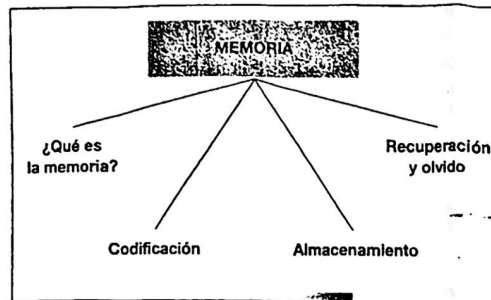 MEMORIA
¿Qué es
la memoria?
Recuperación
y olvido
Codificación
Almacenamiento